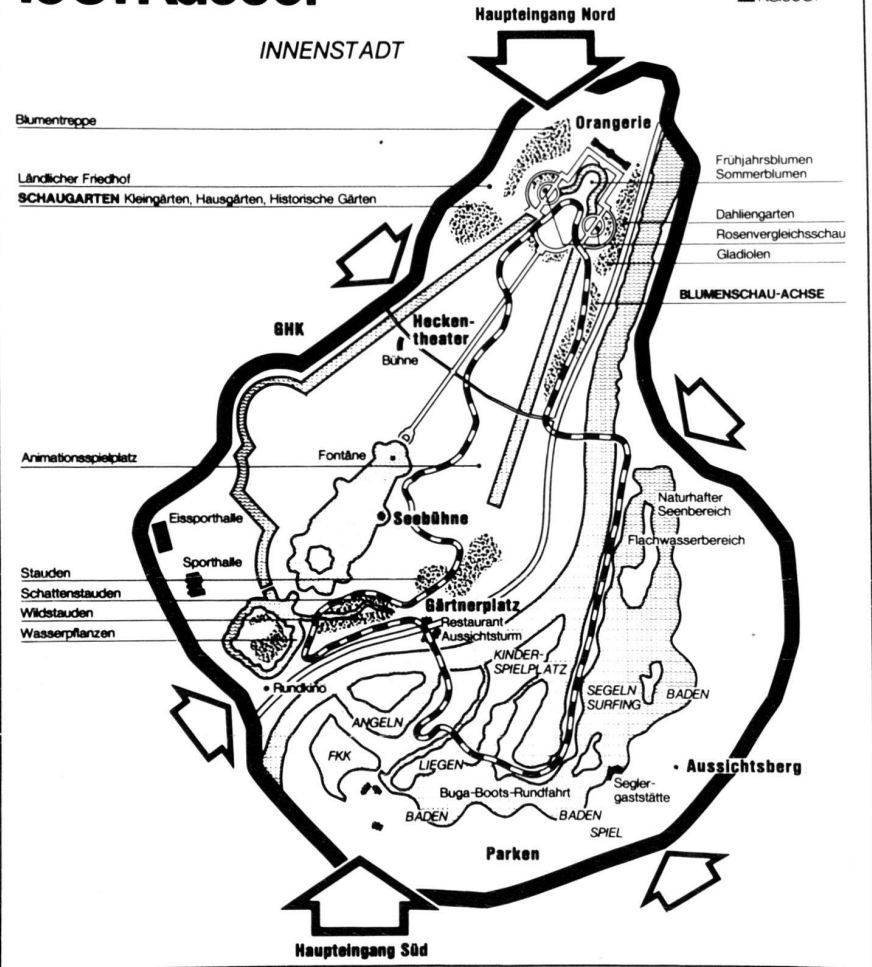 1981 Kassel
Kassel
Haupteingang Nord
INNENSTADT
Blumentreppe
Orangerie
Ländlicher Friedhof
SCHAUGARTEN Kleingärten, Hausgärten, Historische Gärten
Frühjahrsblumen
Sommerblumen
Dahliengarten
Rosenvergleichsschau
Gladiolen
BLUMENSCHAU-ACHSE
GHK
Hecken-
theater
Bühne
Animationsspielplatz
Fontäne
Seebühne
Naturhafter
Seenbereich
Flachwasserbereich
Eissporthalle
Sporthalle
Stauden
Schattenstauden
Wildstauden
Wasserpflanzen
Gärtnerplatz
Restaurant
Aussichtsturm
KINDER-
SPIELPLATZ
Rundkino
ANGELN
SEGELN
SURFING
BADEN
FKK
LIEGEN
Aussichtsberg
Buga-Boots-Rundfahrt
Segler-
gaststätte
BADEN
BADEN
SPIEL
Parken
Haupteingang Süd